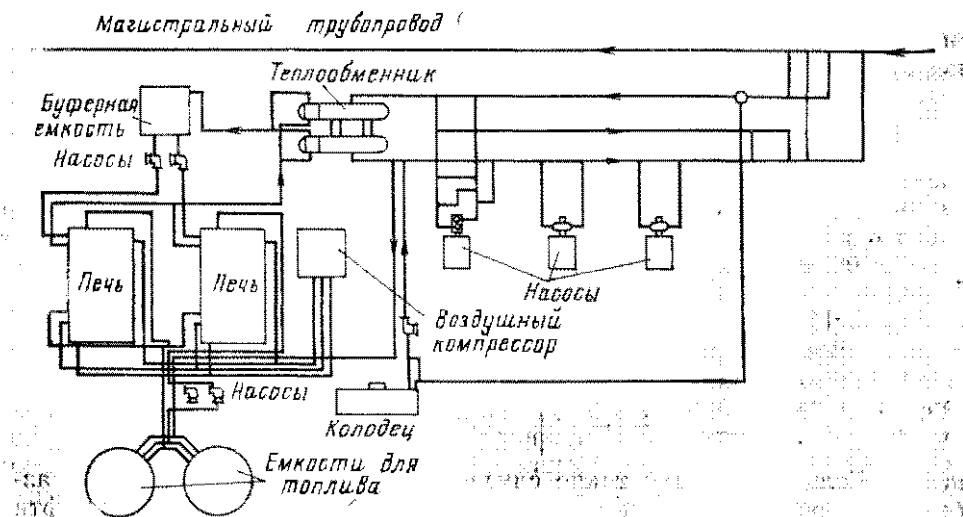 Магистральный трубопровод
Теплообменник
Буферная
емкость
Насосы
Печь
Печь
Насосы
Воздушный
компрессор
Насосы
Колодец
Емкости для
топлива